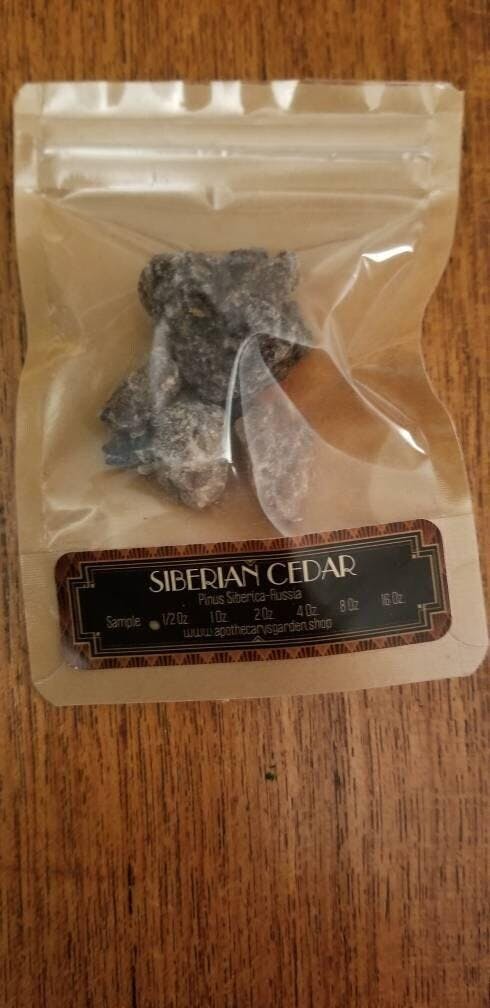 SIBERIAN CEDAR
Pinus Siberica-Russia
Sample 1/2 Oz 1 Oz 2 Oz 4 Oz 8 Oz 16 Oz
www.apothecarysgarden.shop